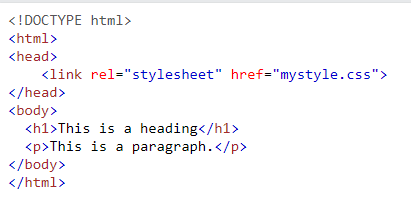 <!DOCTYPE html>
<html>
<head>
    <link rel="stylesheet" href="mystyle.css">
</head>
<body>
  <h1>This is a heading</h1>
  <p>This is a paragraph.</p>
</body>
</html>